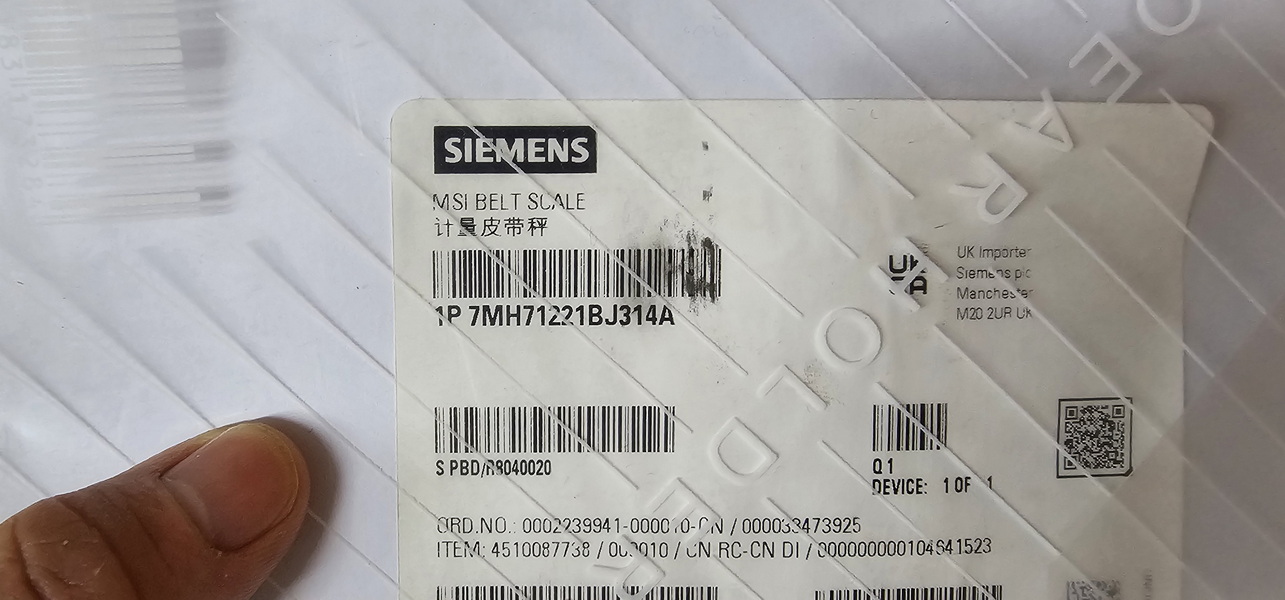 SIEMENS
MSI BELT SCALE
计量皮带秤
1P 7MH71221BJ314A
UK
CA
UK Importer
Siemens plc
Manchester
M20 2UR UK
S PBD/R8040020
Q 1
DEVICE: 1 OF 1
ORD.NO.: 0002239941-000010-CN / 000033473925
ITEM: 4510087738 / 000010 / CN RC-CN DI / 000000000104641523